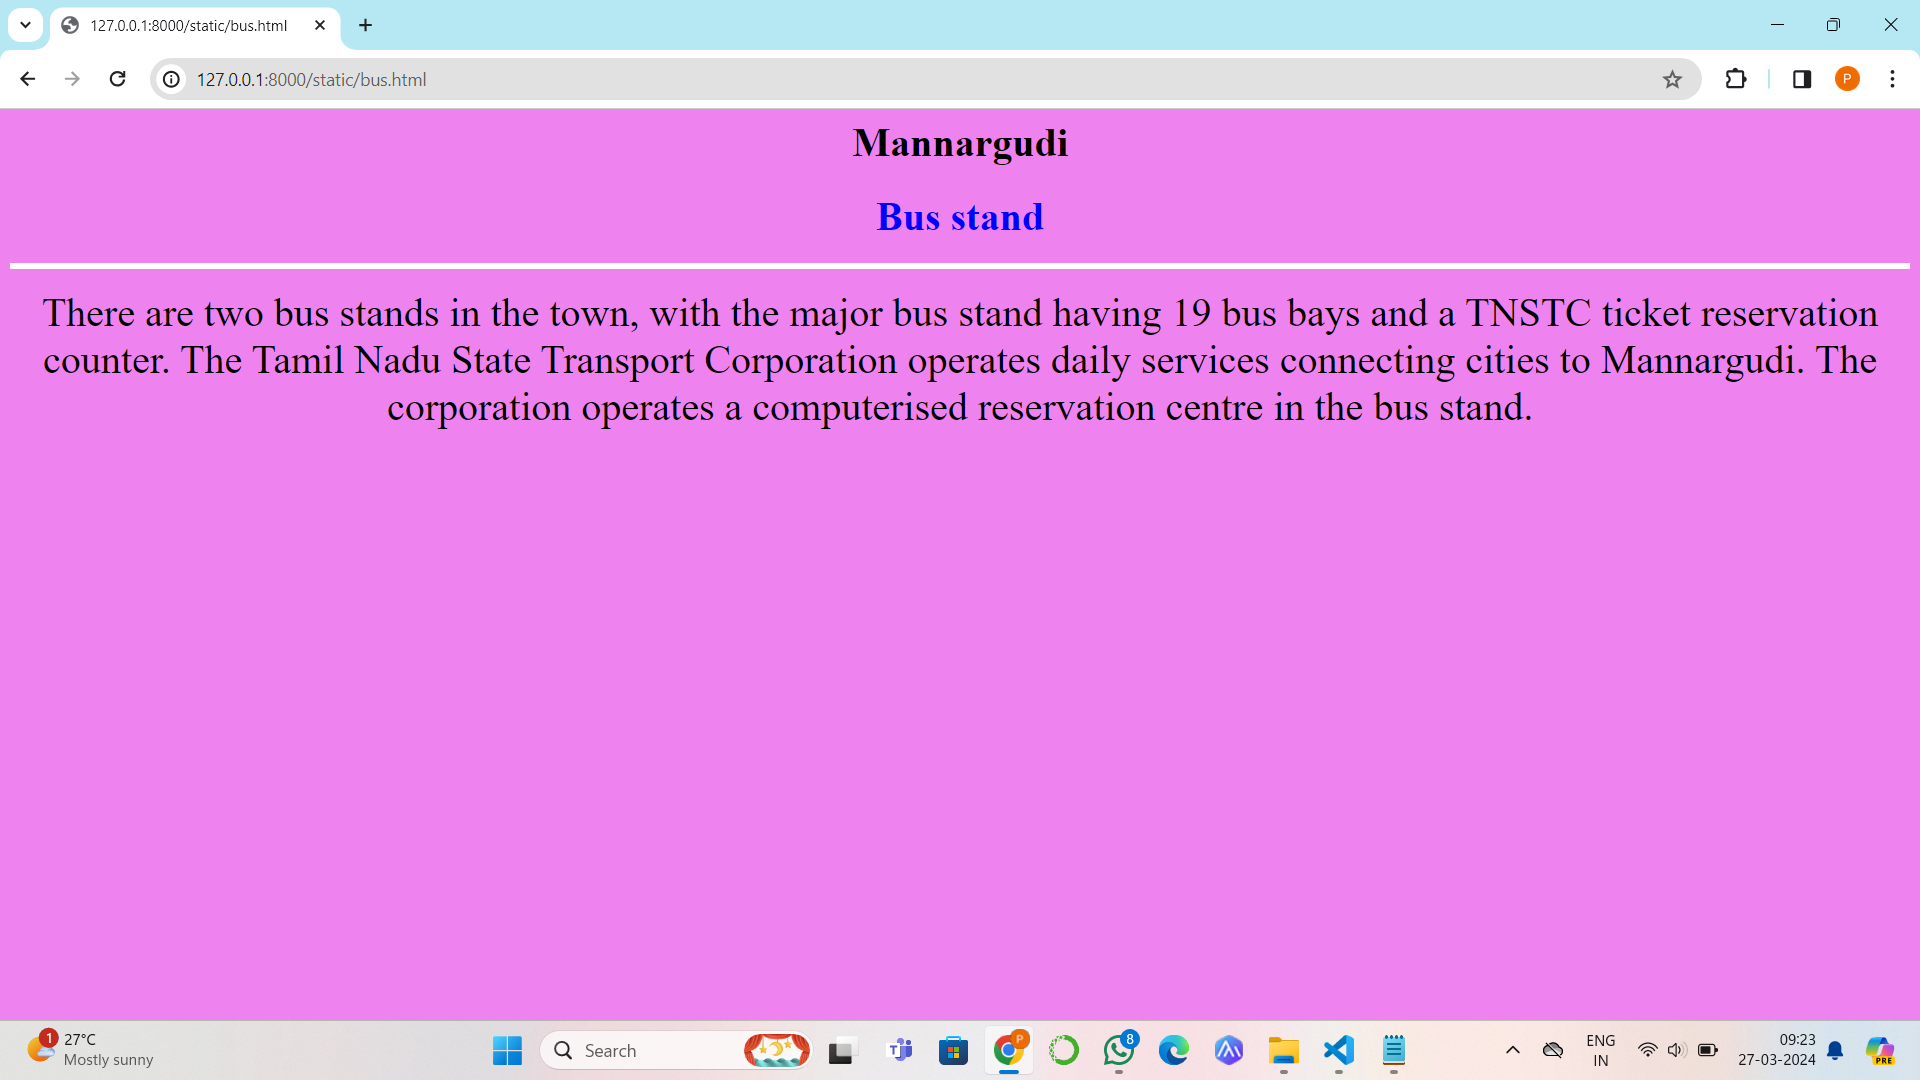 127.0.0.1:8000/static/bus.html
127.0.0.1:8000/static/bus.html
P
Mannargudi
Bus stand
There are two bus stands in the town, with the major bus stand having 19 bus bays and a TNSTC ticket reservation
counter. The Tamil Nadu State Transport Corporation operates daily services connecting cities to Mannargudi. The
corporation operates a computerised reservation centre in the bus stand.
1
27°C
Mostly sunny
Search
T
P
8
ENG
IN
09:23
27-03-2024
PRE